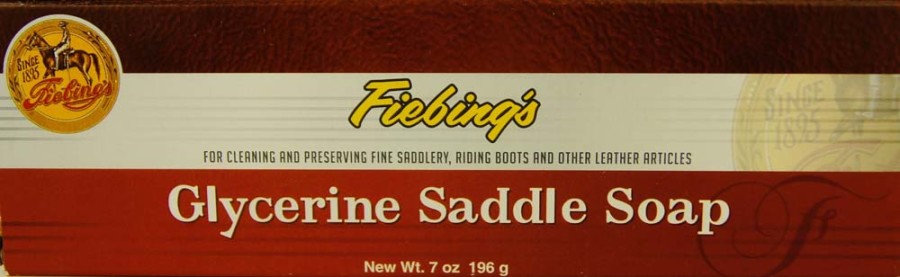 SINCE
1895
Fiebing's
Fiebing's
SINCE
1895
FOR CLEANING AND PRESERVING FINE SADDLERY, RIDING BOOTS AND OTHER LEATHER ARTICLES
Glycerine Saddle Soap
New Wt. 7 oz 196 g